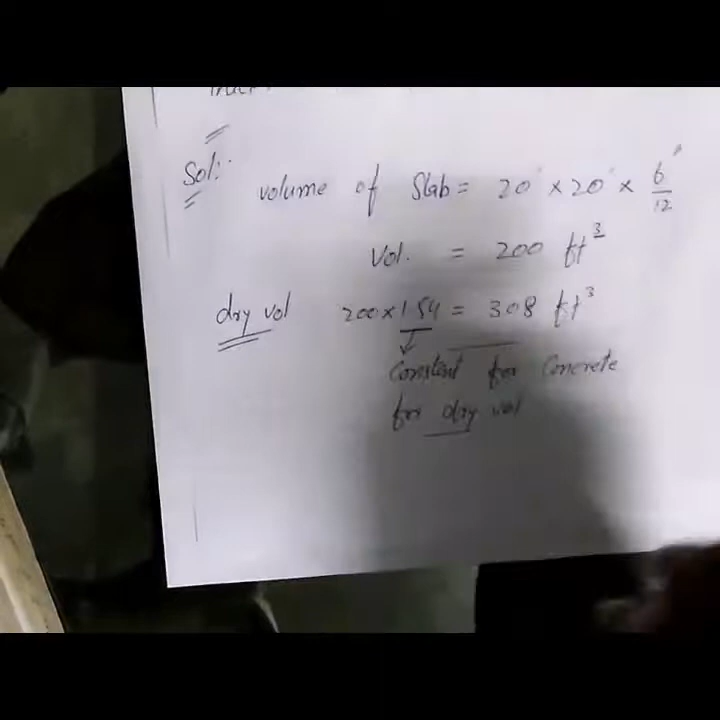 Sol:-
volume of Slab = 20' × 20' × 6"/12
Vol. = 200 ft³
dry vol 200 × 1.54 = 308 ft³
Constant for Concrete
for dry vol